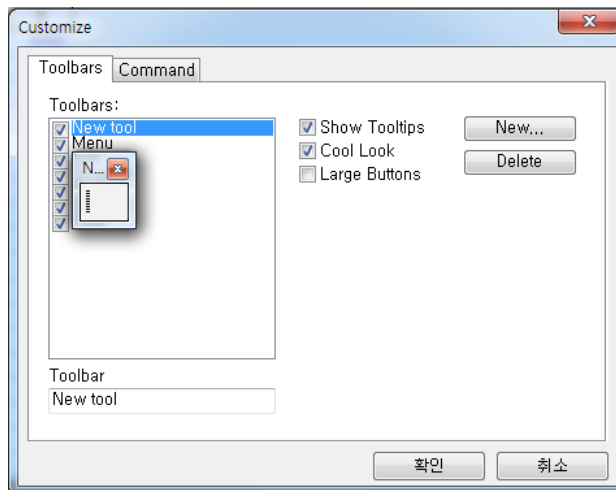 Customize
Toolbars Command
Toolbars:
New tool
Menu
N...
Show Tooltips
Cool Look
Large Buttons
New...
Delete
Toolbar
New tool
확인 취소